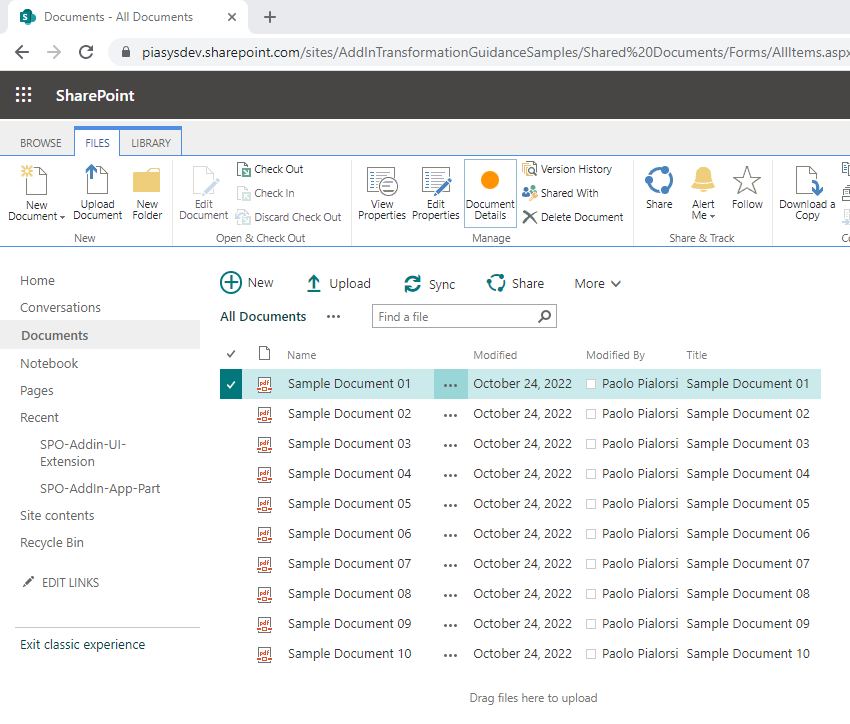 Documents - All Documents
piasysdev.sharepoint.com/sites/AddInTransformationGuidanceSamples/Shared%20Documents/Forms/AllItems.aspx
SharePoint
BROWSE FILES LIBRARY
New Document
Upload Document
New Folder
New
Edit Document
Check Out
Check In
Discard Check Out
Open & Check Out
View Properties
Edit Properties
Document Details
Version History
Shared With
Delete Document
Manage
Share
Alert Me
Follow
Share & Track
Download a Copy
Home
Conversations
Documents
Notebook
Pages
Recent
SPO-Addin-UI-
Extension
SPO-AddIn-App-Part
Site contents
Recycle Bin
EDIT LINKS
Exit classic experience
New Upload Sync Share More
All Documents ••• Find a file
Name Modified Modified By Title
Sample Document 01 ••• October 24, 2022 Paolo Pialorsi Sample Document 01
Sample Document 02 ••• October 24, 2022 Paolo Pialorsi Sample Document 02
Sample Document 03 ••• October 24, 2022 Paolo Pialorsi Sample Document 03
Sample Document 04 ••• October 24, 2022 Paolo Pialorsi Sample Document 04
Sample Document 05 ••• October 24, 2022 Paolo Pialorsi Sample Document 05
Sample Document 06 ••• October 24, 2022 Paolo Pialorsi Sample Document 06
Sample Document 07 ••• October 24, 2022 Paolo Pialorsi Sample Document 07
Sample Document 08 ••• October 24, 2022 Paolo Pialorsi Sample Document 08
Sample Document 09 ••• October 24, 2022 Paolo Pialorsi Sample Document 09
Sample Document 10 ••• October 24, 2022 Paolo Pialorsi Sample Document 10
Drag files here to upload